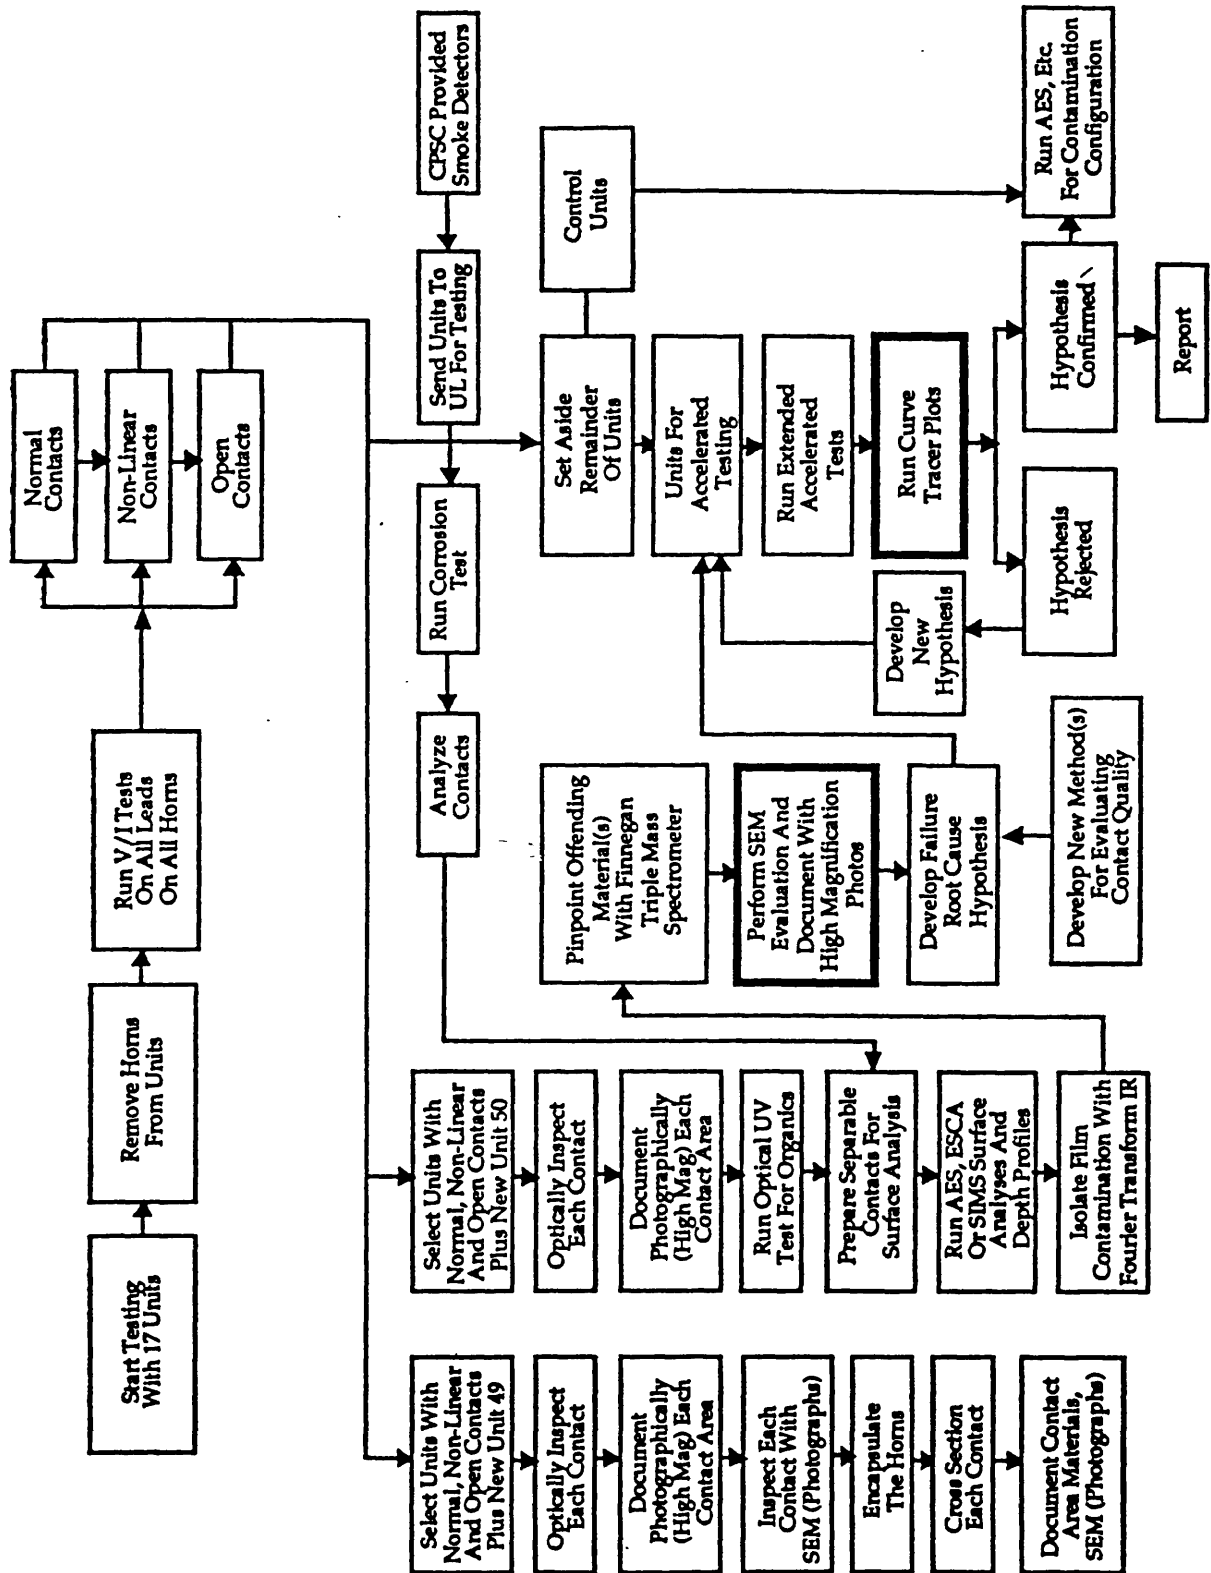 Start Testing
With 17 Units
Remove Horns
From Units
Run V/I Tests
On All Leads
On All Horns
Normal
Contacts
Non-Linear
Contacts
Open
Contacts
Select Units With
Normal, Non-Linear
And Open Contacts
Plus New Unit 49
Optically Inspect
Each Contact
Document
Photographically
(High Mag) Each
Contact Area
Inspect Each
Contact With
SEM (Photographs)
Encapsulate
The Horns
Cross Section
Each Contact
Document Contact
Area Materials,
SEM (Photographs)
Select Units With
Normal, Non-Linear
And Open Contacts
Plus New Unit 50
Optically Inspect
Each Contact
Document
Photographically
(High Mag) Each
Contact Area
Run Optical UV
Test For Organics
Prepare Separable
Contacts For
Surface Analysis
Run AES, ESCA
Or SIMS Surface
Analyses And
Depth Profiles
Isolate Film
Contamination With
Fourier Transform IR
Analyze
Contacts
Run Corrosion
Test
Send Units To
UL For Testing
CPSC Provided
Smoke Detectors
Pinpoint Offending
Material(s)
With Finnegan
Triple Mass
Spectrometer
Perform SEM
Evaluation And
Document With
High Magnification
Photos
Develop Failure
Root Cause
Hypothesis
Develop New Method(s)
For Evaluating
Contact Quality
Set Aside
Remainder
Of Units
Control
Units
Units For
Accelerated
Testing
Run Extended
Accelerated
Tests
Run Curve
Tracer Plots
Develop
New
Hypothesis
Hypothesis
Rejected
Hypothesis
Confirmed
Run AES, Etc.
For Contamination
Configuration
Report